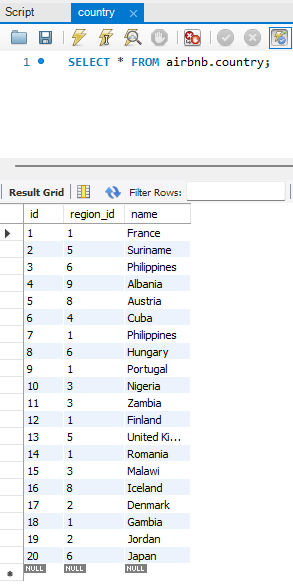 Script country
1 SELECT * FROM airbnb.country;
Result Grid Filter Rows:
id region_id name
1 1 France
2 5 Suriname
3 6 Philippines
4 9 Albania
5 8 Austria
6 4 Cuba
7 1 Philippines
8 6 Hungary
9 1 Portugal
10 3 Nigeria
11 3 Zambia
12 1 Finland
13 5 United Ki...
14 1 Romania
15 3 Malawi
16 8 Iceland
17 2 Denmark
18 1 Gambia
19 2 Jordan
20 6 Japan
NULL NULL NULL